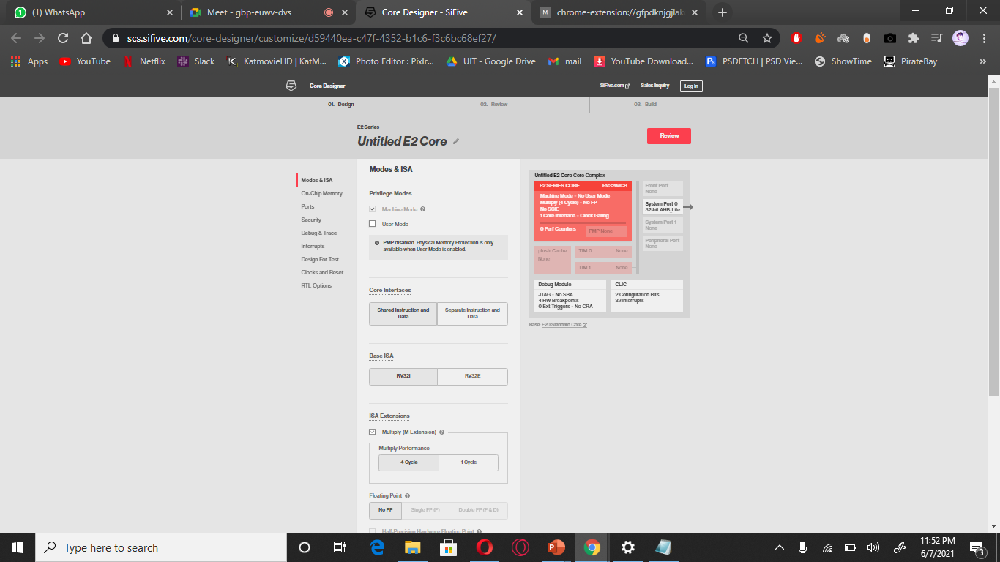 (1) WhatsApp
Meet - gbp-euwv-dvs
Core Designer - SiFive
M
chrome-extension://gfpdknjgjlak
scs.sifive.com/core-designer/customize/d59440ea-c47f-4352-b1c6-f3c6bc68ef27/
Apps
YouTube
Netflix
Slack
KatmovieHD | KatM...
Photo Editor : Pixlr...
UIT - Google Drive
mail
YouTube Download...
PSDETCH | PSD Vie...
ShowTime
PirateBay
»
Core Designer
SiFive.com
Sales Inquiry
Log In
01. Design
02. Review
03. Build
E2 Series
Untitled E2 Core
Review
Modes & ISA
On-Chip Memory
Ports
Security
Debug & Trace
Interrupts
Design For Test
Clocks and Reset
RTL Options
Modes & ISA
Privilege Modes
Machine Mode
User Mode
PMP disabled. Physical Memory Protection is only
available when User Mode is enabled.
Core Interfaces
Shared Instruction and
Data
Separate Instruction and
Data
Base ISA
RV32I
RV32E
ISA Extensions
Multiply (M Extension)
Multiply Performance
4 Cycle
1 Cycle
Floating Point
No FP
Single FP (F)
Double FP (F & D)
Half-Precision Hardware Floating Point
Untitled E2 Core Core Complex
E2 SERIES CORE
RV32IMCB
Machine Mode - No User Mode
Multiply (4 Cycle) - No FP
No SCIE
1 Core Interface - Clock Gating
0 Perf Counters
PMP None
Front Port
None
System Port 0
32-bit AHB_Lite
System Port 1
None
Peripheral Port
None
µInstr Cache
None
TIM 0
None
TIM 1
None
Debug Module
JTAG - No SBA
4 HW Breakpoints
0 Ext Triggers - No CRA
CLIC
2 Configuration Bits
32 Interrupts
Base: E20 Standard Core
Type here to search
11:52 PM
6/7/2021
3